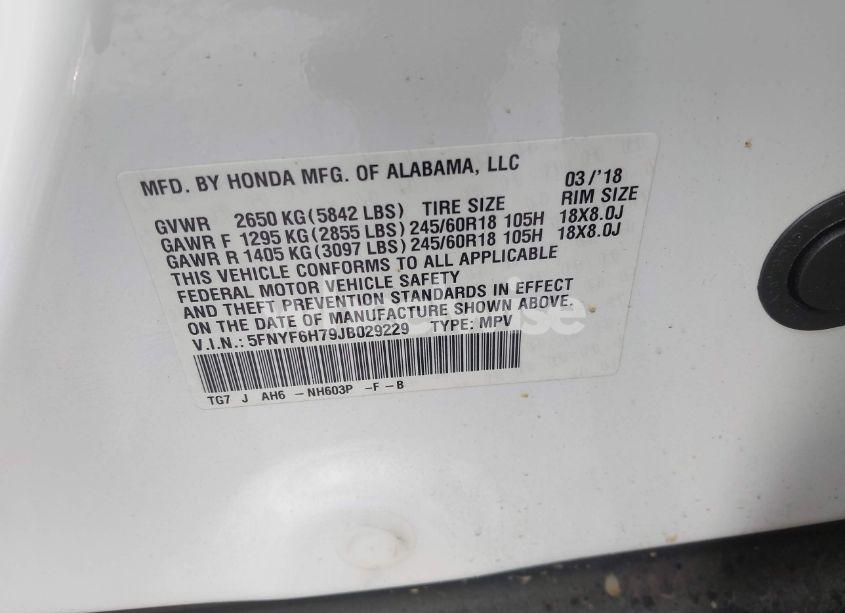 MFD. BY HONDA MFG. OF ALABAMA, LLC 03/'18
GVWR 2650 KG(5842 LBS) TIRE SIZE RIM SIZE
GAWR F 1295 KG(2855 LBS) 245/60R18 105H 18X8.0J
GAWR R 1405 KG(3097 LBS) 245/60R18 105H 18X8.0J
THIS VEHICLE CONFORMS TO ALL APPLICABLE
FEDERAL MOTOR VEHICLE SAFETY
AND THEFT PREVENTION STANDARDS IN EFFECT
ON THE DATE OF MANUFACTURE SHOWN ABOVE.
V.I.N.: 5FNYF6H79JB029229 TYPE: MPV
TG7 J AH6 -NH603P -F-B